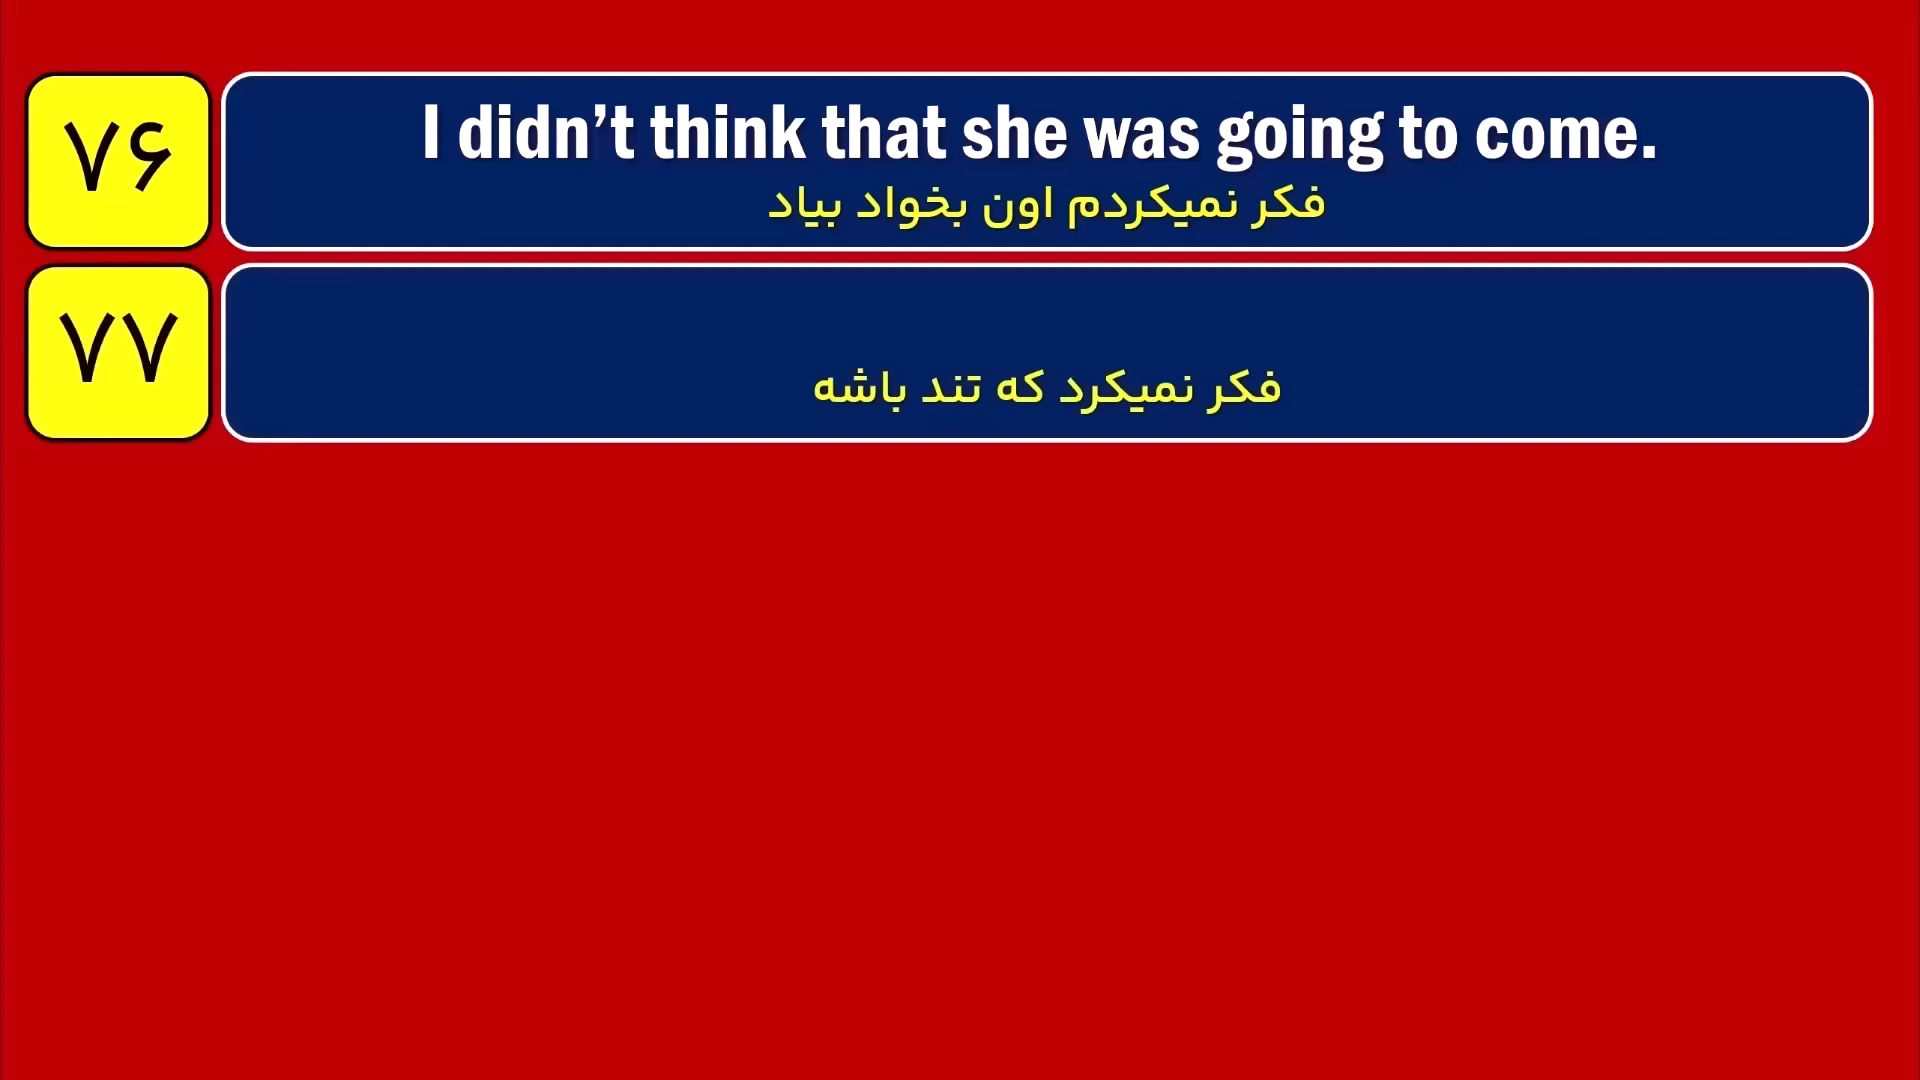 ۷۶
I didn’t think that she was going to come.
فکر نمیکردم اون بخواد بیاد
۷۷
فکر نمیکرد که تند باشه